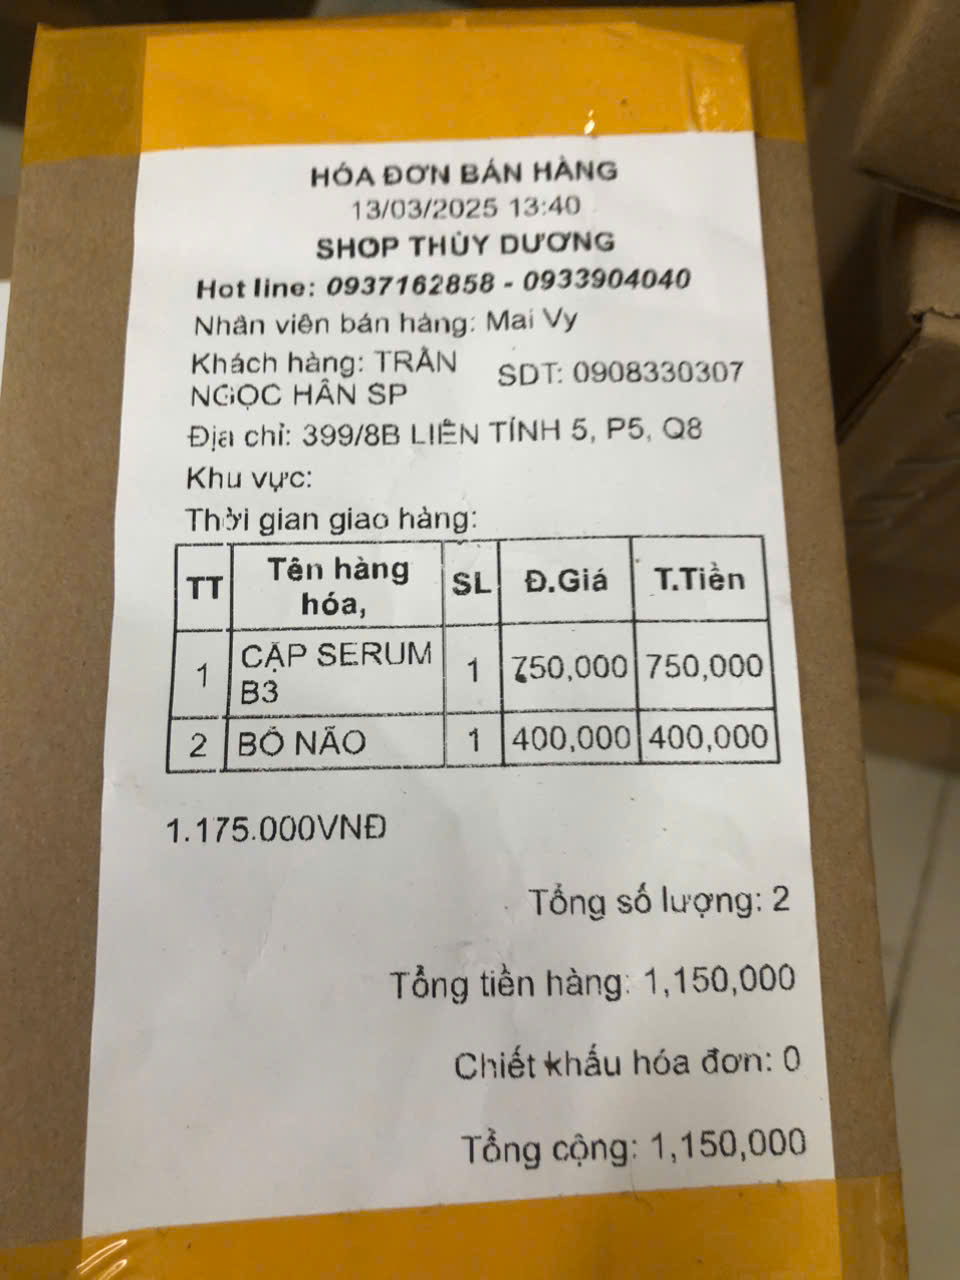 HÓA ĐƠN BÁN HÀNG
13/03/2025 13:40
SHOP THÙY DƯƠNG
Hot line: 0937162858 - 0933904040
Nhân viên bán hàng: Mai Vy
Khách hàng: TRẦN NGỌC HÂN SP SDT: 0908330307
Địa chỉ: 399/8B LIÊN TỈNH 5, P5, Q8
Khu vực:
Thời gian giao hàng:
TT Tên hàng hóa, SL Đ.Giá T.Tiền
1 CẶP SERUM B3 1 750,000 750,000
2 BỔ NÃO 1 400,000 400,000
1.175.000VNĐ
Tổng số lượng: 2
Tổng tiền hàng: 1,150,000
Chiết khấu hóa đơn: 0
Tổng cộng: 1,150,000